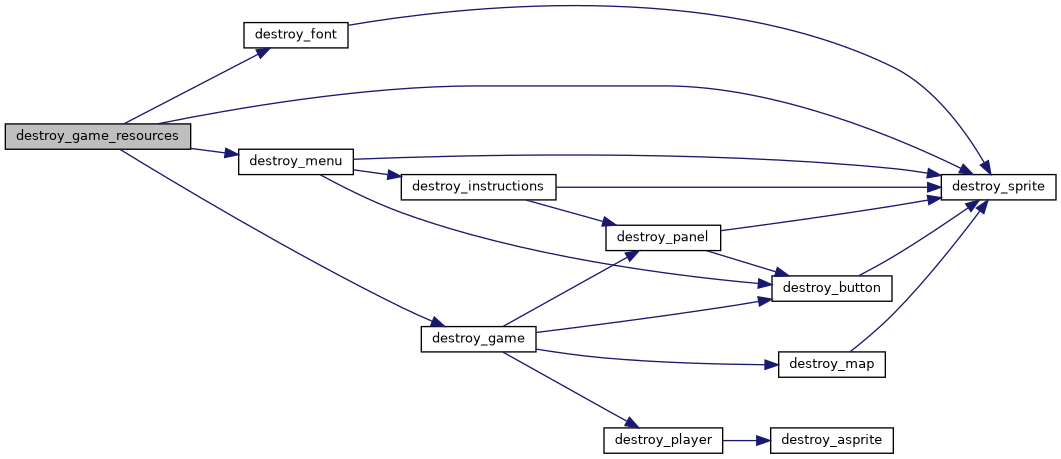 destroy_font
destroy_game_resources
destroy_menu
destroy_instructions
destroy_sprite
destroy_panel
destroy_button
destroy_game
destroy_map
destroy_player
destroy_asprite